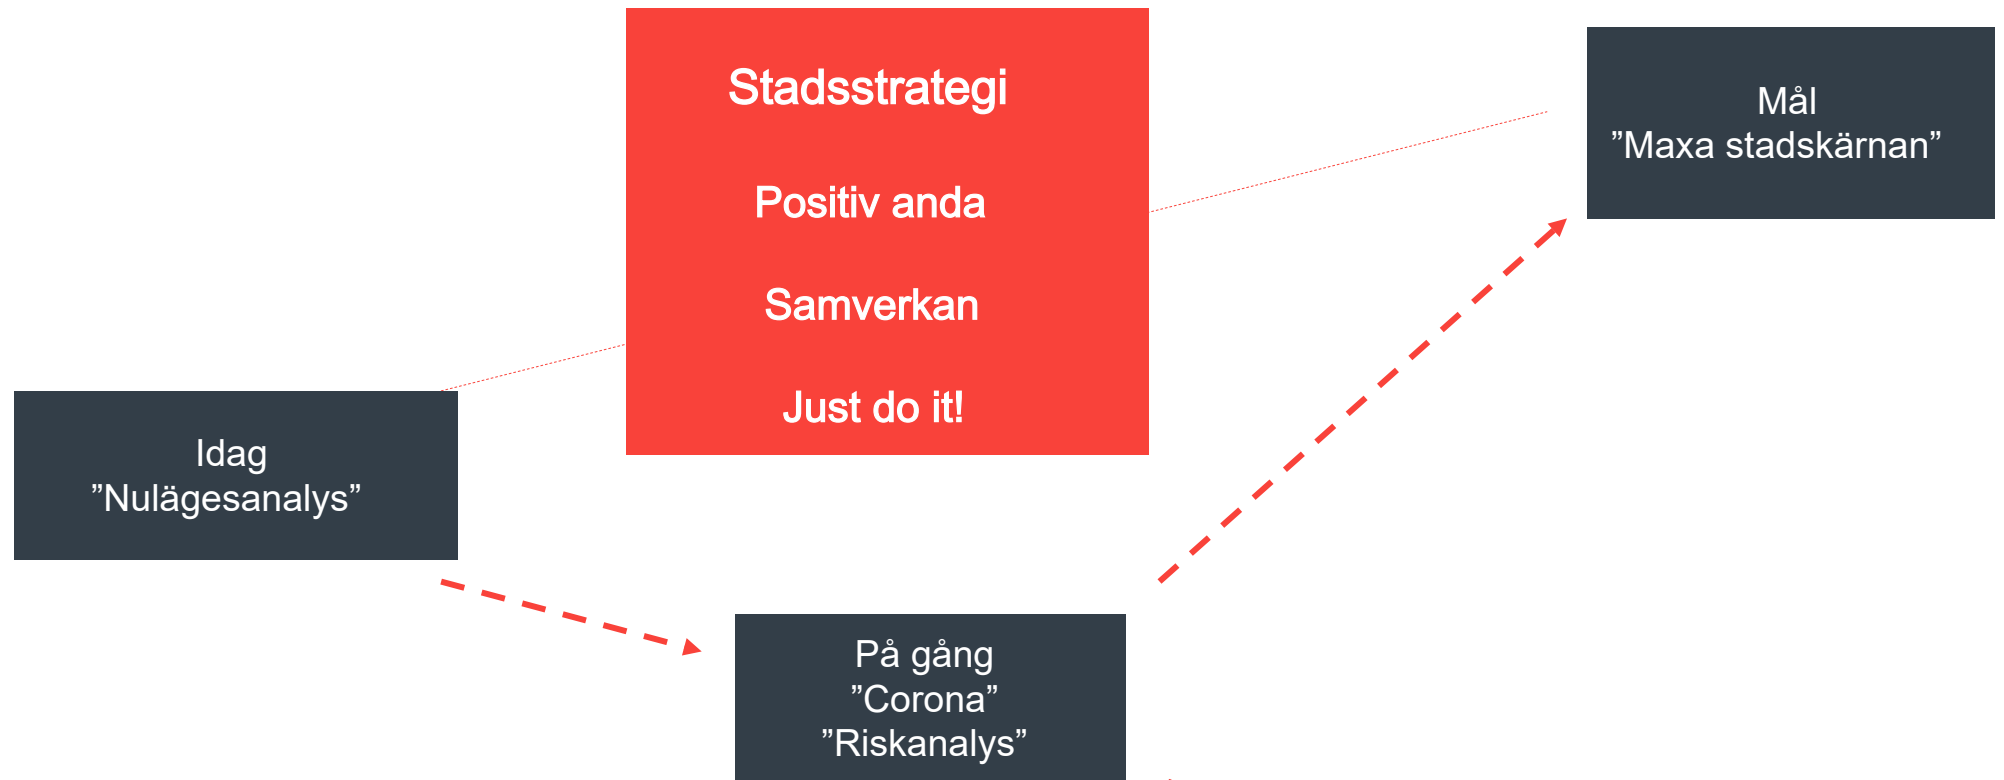 Stadsstrategi
Positiv anda
Samverkan
Just do it!
Mål
”Maxa stadskärnan”
Idag
”Nulägesanalys”
På gång
”Corona”
”Riskanalys”